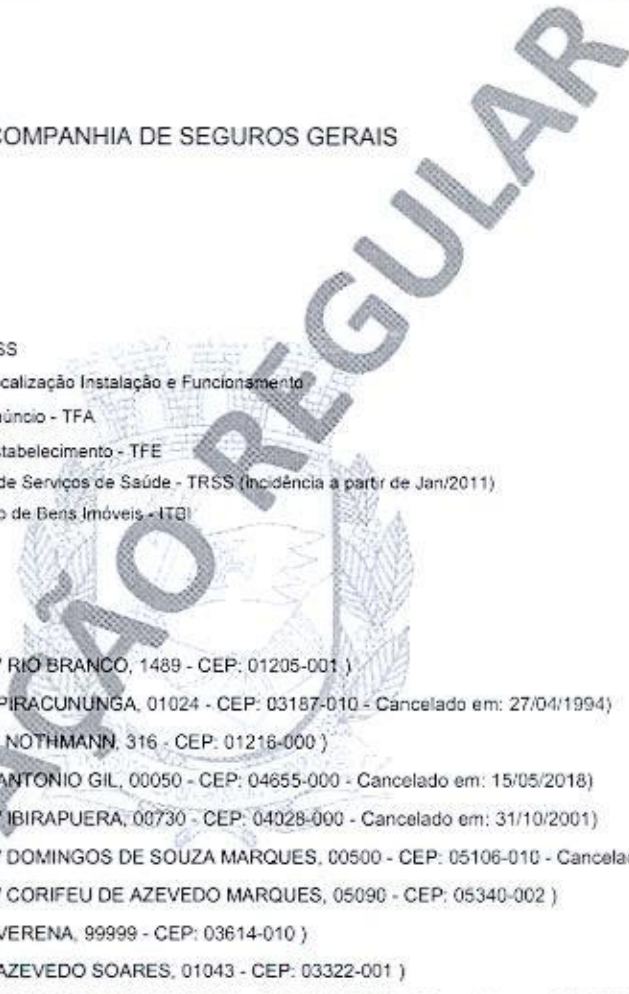 COMPANHIA DE SEGUROS GERAIS
AÇÃO REGULAR
SS
calização Instalação e Funcionamento
núncio - TFA
stabelecimento - TFE
de Serviços de Saúde - TRSS (incidência a partir de Jan/2011)
o de Bens Imóveis - ITBI
V RIO BRANCO, 1489 - CEP: 01205-001 )
PIRACUNUNGA, 01024 - CEP: 03187-010 - Cancelado em: 27/04/1994)
NOTHMANN, 316 - CEP: 01216-000 )
ANTONIO GIL, 00050 - CEP: 04655-000 - Cancelado em: 15/05/2018)
V IBIRAPUERA, 00730 - CEP: 04028-000 - Cancelado em: 31/10/2001)
V DOMINGOS DE SOUZA MARQUES, 00500 - CEP: 05106-010 - Cancela
V CORIFEU DE AZEVEDO MARQUES, 05090 - CEP: 05340-002 )
VERENA, 99999 - CEP: 03614-010 )
AZEVEDO SOARES, 01043 - CEP: 03322-001 )